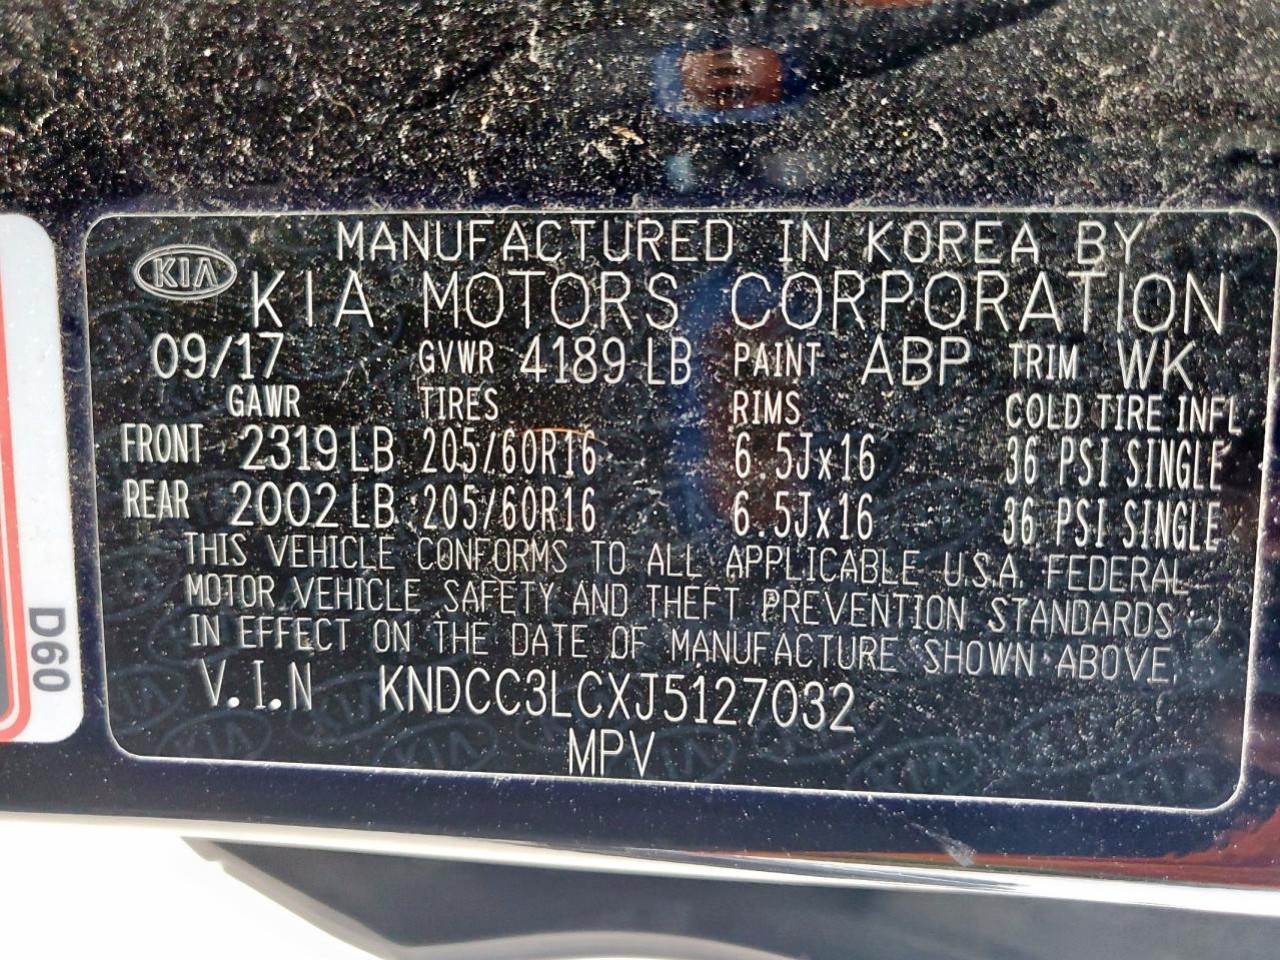 MANUFACTURED IN KOREA BY
KIA KIA MOTORS CORPORATION
09/17 GVWR 4189 LB PAINT ABP TRIM WK
GAWR TIRES RIMS COLD TIRE INFL
FRONT 2319 LB 205/60R16 6.5Jx16 36 PSI SINGLE
REAR 2002 LB 205/60R16 6.5Jx16 36 PSI SINGLE
THIS VEHICLE CONFORMS TO ALL APPLICABLE U.S.A. FEDERAL
MOTOR VEHICLE SAFETY AND THEFT PREVENTION STANDARDS
IN EFFECT ON THE DATE OF MANUFACTURE SHOWN ABOVE.
V.I.N KNDCC3LCXJ5127032
MPV
D60